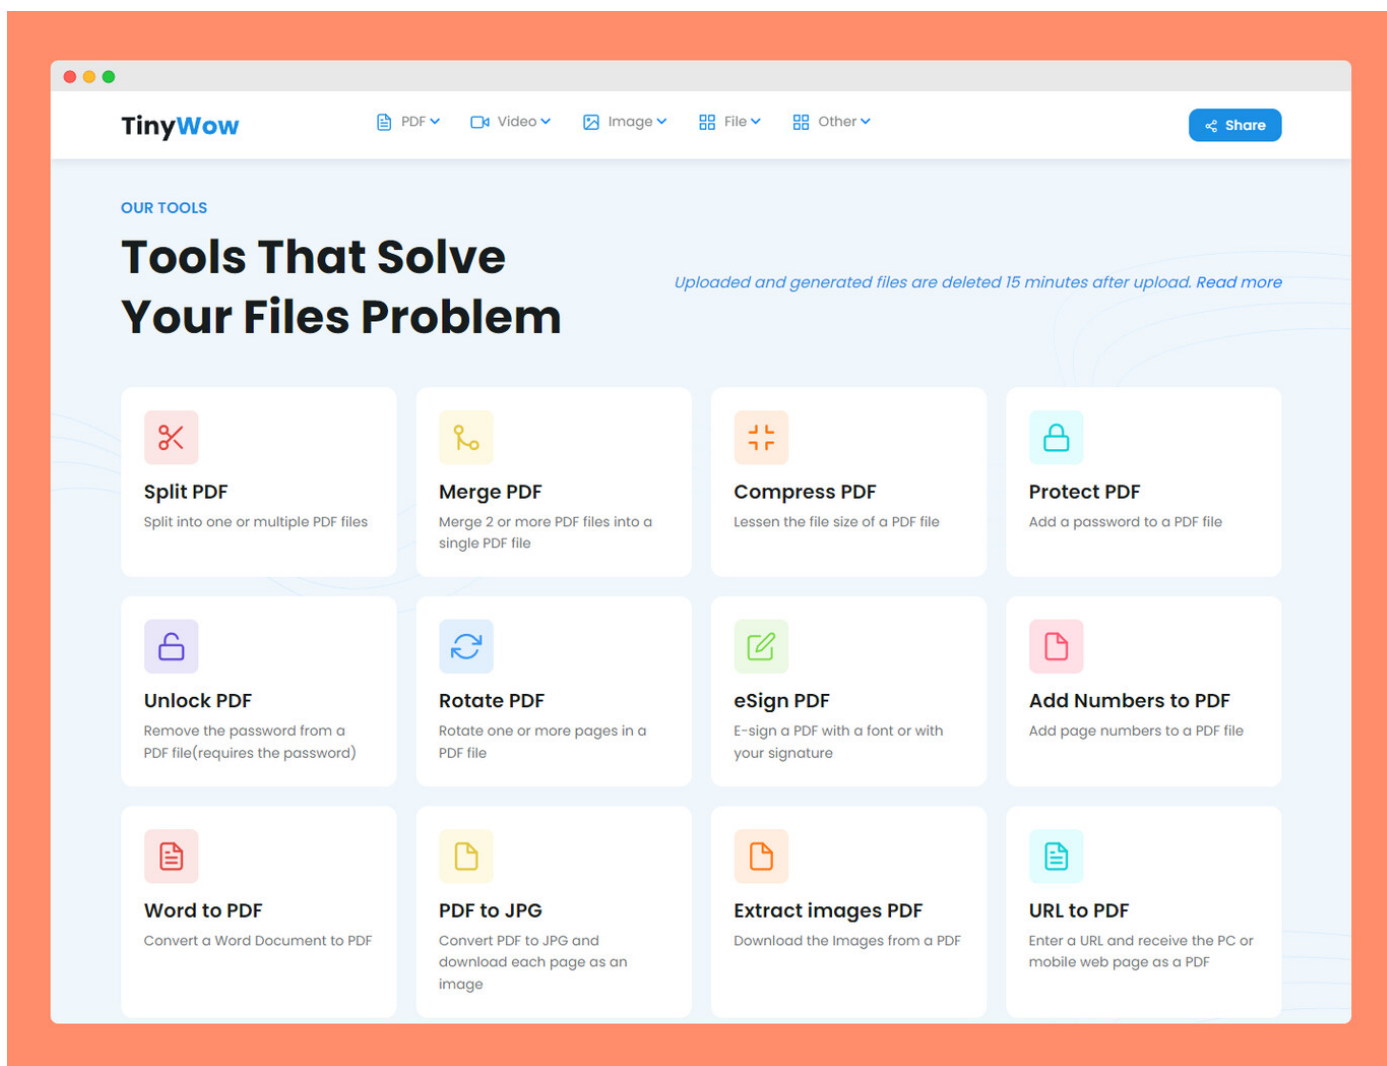 TinyWow
PDF
Video
Image
File
Other
Share
OUR TOOLS
Tools That Solve
Your Files Problem
Uploaded and generated files are deleted 15 minutes after upload. Read more
Split PDF
Split into one or multiple PDF files
Merge PDF
Merge 2 or more PDF files into a
single PDF file
Compress PDF
Lessen the file size of a PDF file
Protect PDF
Add a password to a PDF file
Unlock PDF
Remove the password from a
PDF file(requires the password)
Rotate PDF
Rotate one or more pages in a
PDF file
eSign PDF
E-sign a PDF with a font or with
your signature
Add Numbers to PDF
Add page numbers to a PDF file
Word to PDF
Convert a Word Document to PDF
PDF to JPG
Convert PDF to JPG and
download each page as an
image
Extract images PDF
Download the Images from a PDF
URL to PDF
Enter a URL and receive the PC or
mobile web page as a PDF